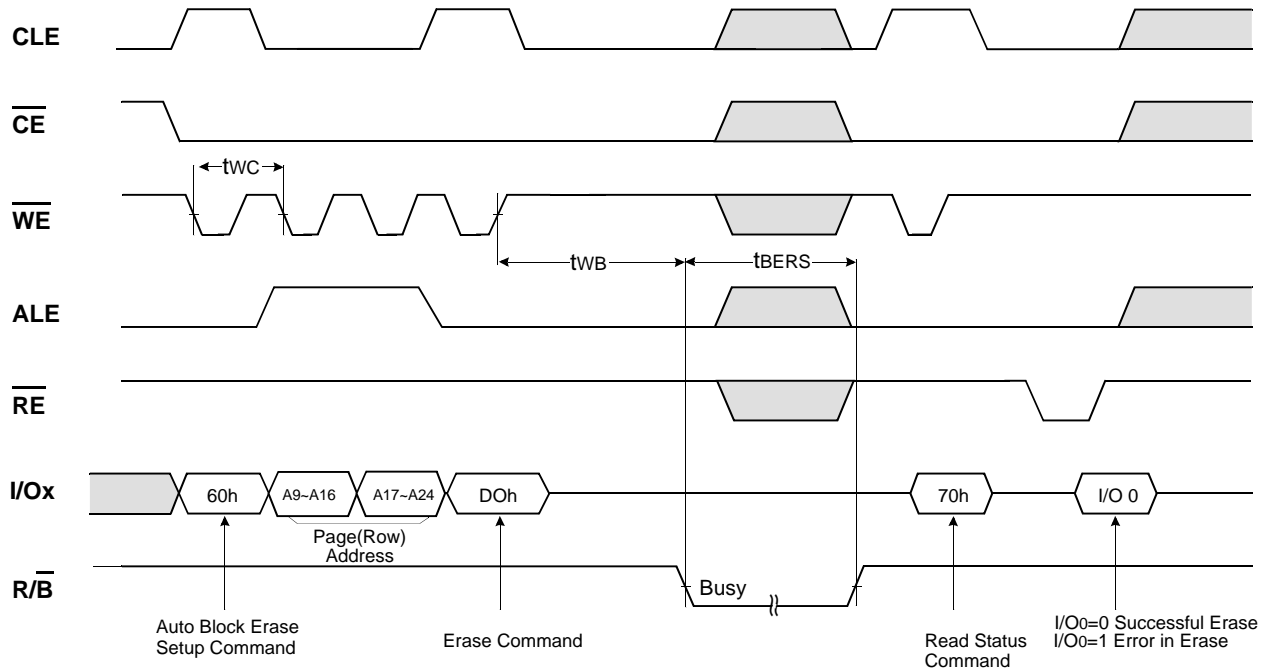 CLE
CE
tWC
WE
tWB
tBERS
ALE
RE
I/Ox
60h
A9~A16
A17~A24
DOh
70h
I/O 0
Page(Row)
Address
R/B
Busy
Auto Block Erase
Setup Command
Erase Command
Read Status
Command
I/O0=0 Successful Erase
I/O0=1 Error in Erase